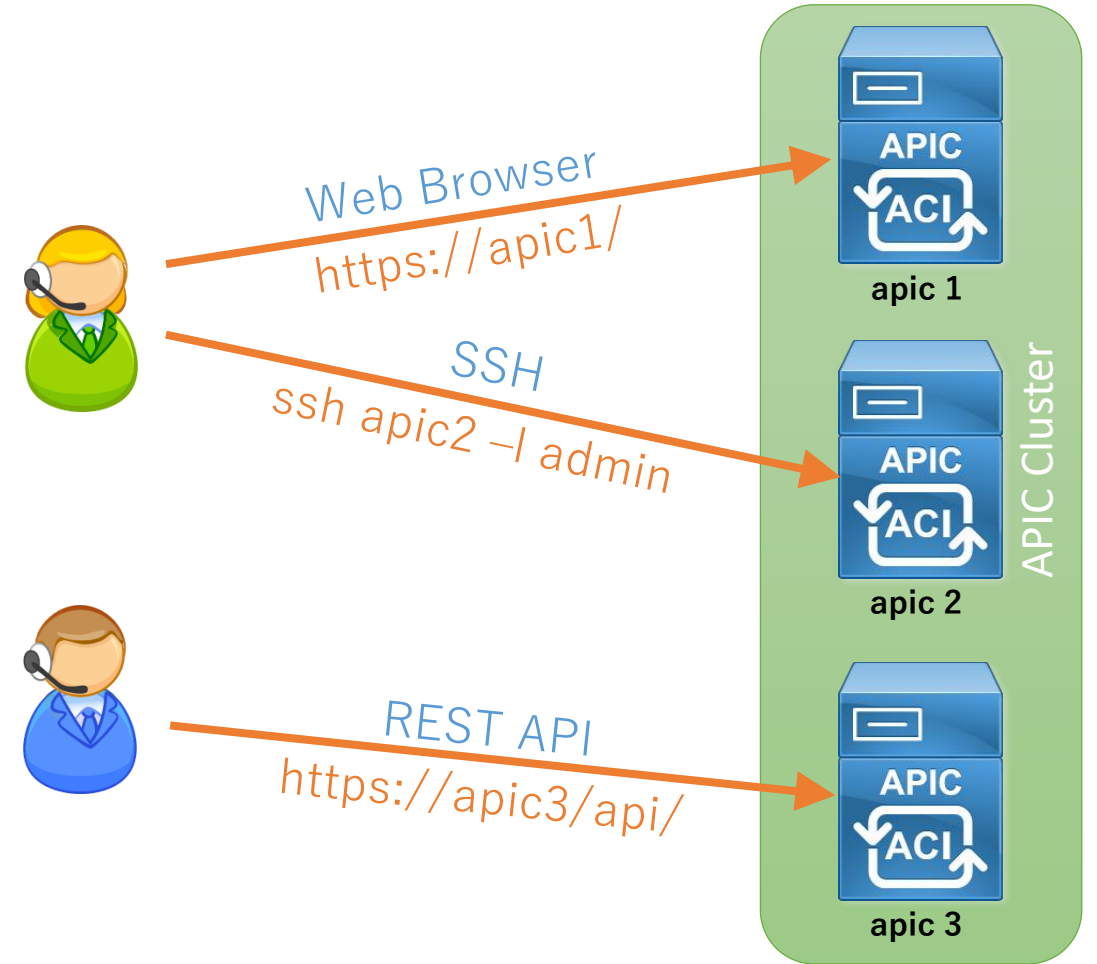 APIC
ACI
apic 1
Web Browser
https://apic1/
SSH
ssh apic2 –l admin
APIC
ACI
apic 2
APIC Cluster
REST API
https://apic3/api/
APIC
ACI
apic 3